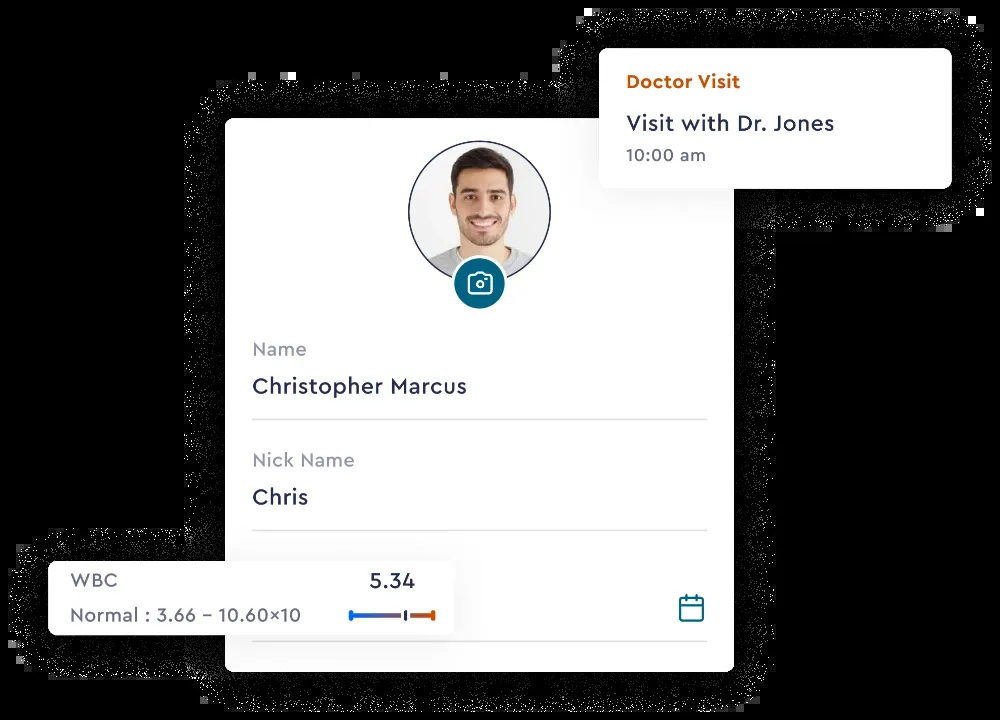 Doctor Visit
Visit with Dr. Jones
10:00 am
Name
Christopher Marcus
Nick Name
Chris
WBC
5.34
Normal : 3.66 – 10.60×10